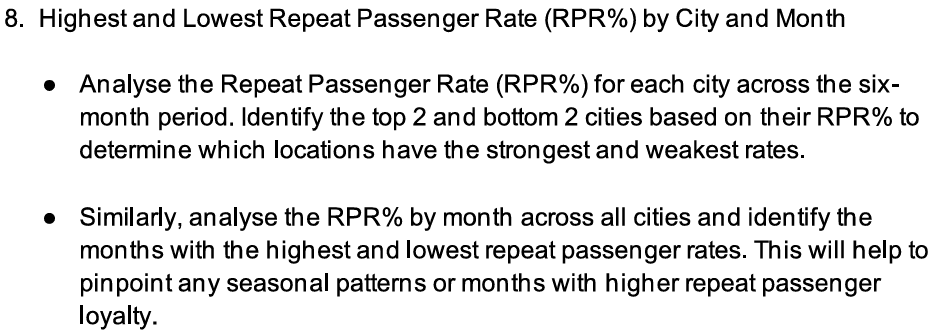 8. Highest and Lowest Repeat Passenger Rate (RPR%) by City and Month
● Analyse the Repeat Passenger Rate (RPR%) for each city across the six-
month period. Identify the top 2 and bottom 2 cities based on their RPR% to
determine which locations have the strongest and weakest rates.
● Similarly, analyse the RPR% by month across all cities and identify the
months with the highest and lowest repeat passenger rates. This will help to
pinpoint any seasonal patterns or months with higher repeat passenger
loyalty.